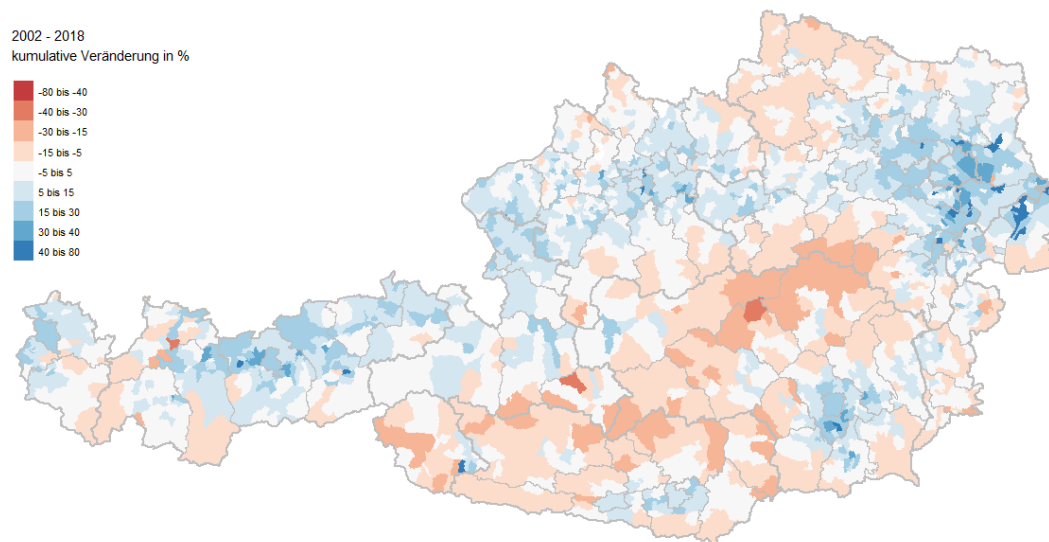 2002 - 2018
kumulative Veränderung in %
-80 bis -40
-40 bis -30
-30 bis -15
-15 bis -5
-5 bis 5
5 bis 15
15 bis 30
30 bis 40
40 bis 80